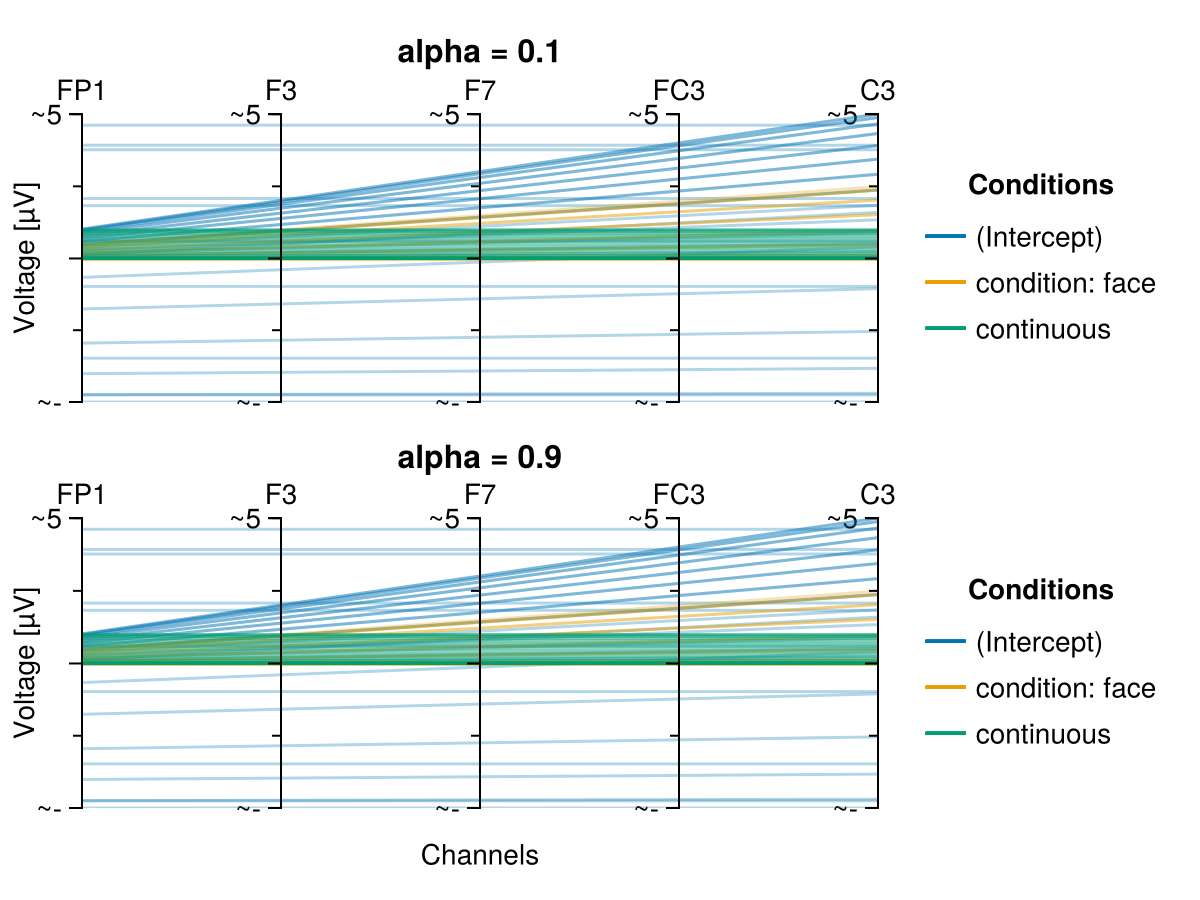 alpha = 0.1
FP1 F3 F7 FC3 C3
~5 ~5 ~5 ~5 ~5
Voltage [µV]
~- ~- ~- ~- ~-
Conditions
(Intercept)
condition: face
continuous
alpha = 0.9
FP1 F3 F7 FC3 C3
~5 ~5 ~5 ~5 ~5
Voltage [µV]
~- ~- ~- ~- ~-
Conditions
(Intercept)
condition: face
continuous
Channels